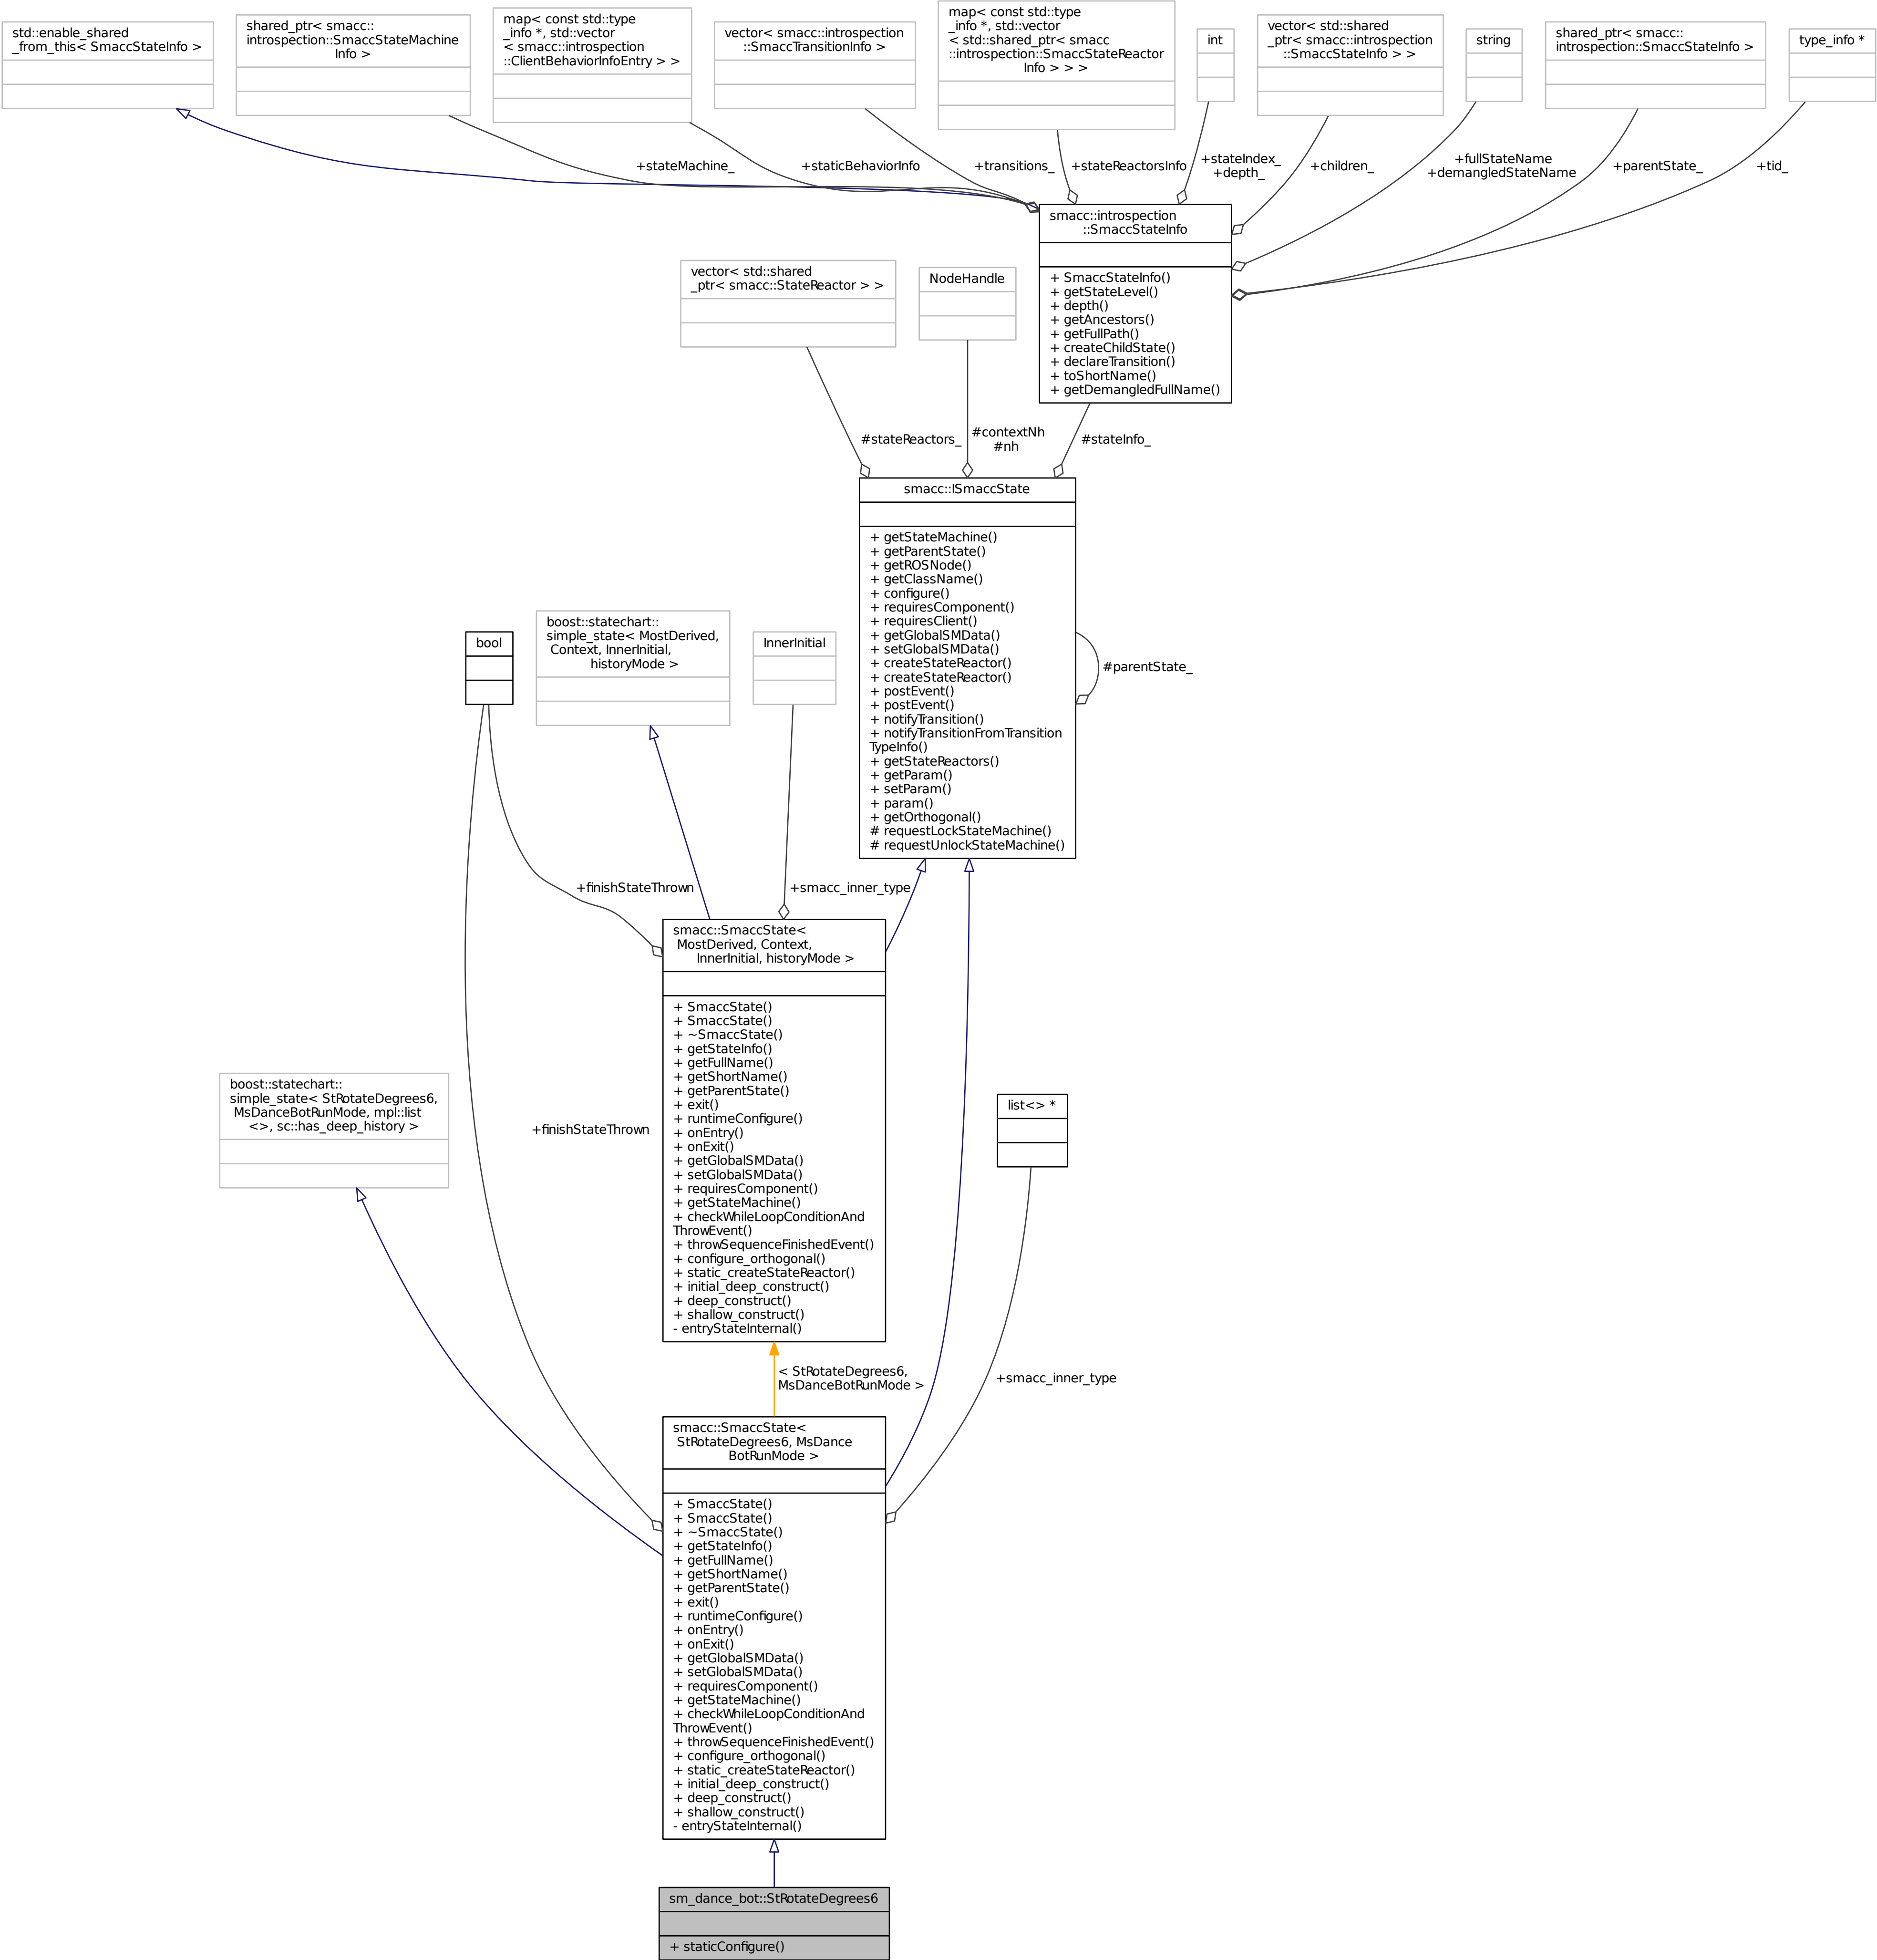 std::enable_shared
_from_this< SmaccStateInfo >
shared_ptr< smacc::
introspection::SmaccStateMachine
Info >
map< const std::type
_info *, std::vector
< smacc::introspection
::ClientBehaviorInfoEntry > >
vector< smacc::introspection
::SmaccTransitionInfo >
map< const std::type
_info *, std::vector
< std::shared_ptr< smacc
::introspection::SmaccStateReactor
Info > > >
int
vector< std::shared
_ptr< smacc::introspection
::SmaccStateInfo > >
string
shared_ptr< smacc::
introspection::SmaccStateInfo >
type_info *
+stateMachine_
+staticBehaviorInfo
+transitions_
+stateReactorsInfo
+stateIndex_
+depth_
+children_
+fullStateName
+demangledStateName
+parentState_
+tid_
smacc::introspection
::SmaccStateInfo
+ SmaccStateInfo()
+ getStateLevel()
+ depth()
+ getAncestors()
+ getFullPath()
+ createChildState()
+ declareTransition()
+ toShortName()
+ getDemangledFullName()
vector< std::shared
_ptr< smacc::StateReactor > >
NodeHandle
#stateReactors_
#contextNh
#nh
#stateInfo_
smacc::ISmaccState
+ getStateMachine()
+ getParentState()
+ getROSNode()
+ getClassName()
+ configure()
+ requiresComponent()
+ requiresClient()
+ getGlobalSMData()
+ setGlobalSMData()
+ createStateReactor()
+ createStateReactor()
+ postEvent()
+ postEvent()
+ notifyTransition()
+ notifyTransitionFromTransition
TypeInfo()
+ getStateReactors()
+ getParam()
+ setParam()
+ param()
+ getOrthogonal()
# requestLockStateMachine()
# requestUnlockStateMachine()
#parentState_
bool
boost::statechart::
simple_state< MostDerived,
Context, InnerInitial,
historyMode >
InnerInitial
+finishStateThrown
+smacc_inner_type
smacc::SmaccState<
MostDerived, Context,
InnerInitial, historyMode >
+ SmaccState()
+ SmaccState()
+ ~SmaccState()
+ getStateInfo()
+ getFullName()
+ getShortName()
+ getParentState()
+ exit()
+ runtimeConfigure()
+ onEntry()
+ onExit()
+ getGlobalSMData()
+ setGlobalSMData()
+ requiresComponent()
+ getStateMachine()
+ checkWhileLoopConditionAnd
ThrowEvent()
+ throwSequenceFinishedEvent()
+ configure_orthogonal()
+ static_createStateReactor()
+ initial_deep_construct()
+ deep_construct()
+ shallow_construct()
- entryStateInternal()
boost::statechart::
simple_state< StRotateDegrees6,
MsDanceBotRunMode, mpl::list
<>, sc::has_deep_history >
+finishStateThrown
list<> *
< StRotateDegrees6,
MsDanceBotRunMode >
+smacc_inner_type
smacc::SmaccState<
StRotateDegrees6, MsDance
BotRunMode >
+ SmaccState()
+ SmaccState()
+ ~SmaccState()
+ getStateInfo()
+ getFullName()
+ getShortName()
+ getParentState()
+ exit()
+ runtimeConfigure()
+ onEntry()
+ onExit()
+ getGlobalSMData()
+ setGlobalSMData()
+ requiresComponent()
+ getStateMachine()
+ checkWhileLoopConditionAnd
ThrowEvent()
+ throwSequenceFinishedEvent()
+ configure_orthogonal()
+ static_createStateReactor()
+ initial_deep_construct()
+ deep_construct()
+ shallow_construct()
- entryStateInternal()
sm_dance_bot::StRotateDegrees6
+ staticConfigure()